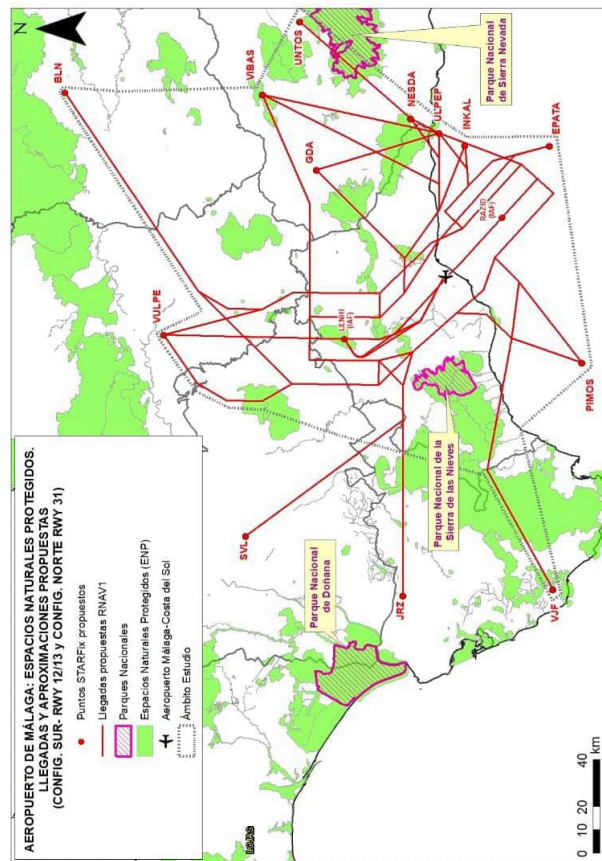 AEROPUERTO DE MÁLAGA: ESPACIOS NATURALES PROTEGIDOS.
LLEGADAS Y APROXIMACIONES PROPUESTAS
(CONFIG. SUR- RWY 12/13 y CONFIG. NORTE RWY 31)
Puntos STARFix propuestos
Llegadas propuestas RNAV1
Parques Nacionales
Espacios Naturales Protegidos (ENP)
Aeropuerto Málaga-Costa del Sol
Ámbito Estudio
N
BLN
VULPE
VIBAS
UNTOS
Parque Nacional
de Sierra Nevada
SVL
GDA
LENHI
(IAF)
NESDA
ULPEP
INKAL
Parque Nacional
de Doñana
JRZ
Parque Nacional de la
Sierra de las Nieves
RAZID
(IAF)
EPATA
VJF
PIMOS
0 10 20 40
km